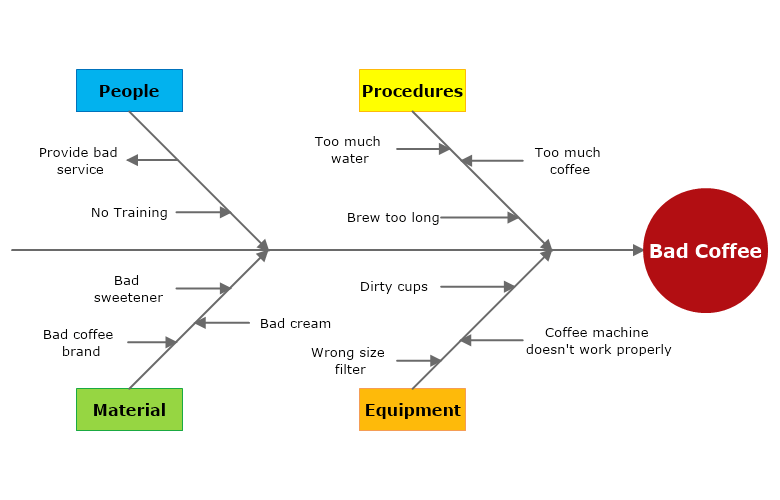 People
Procedures
Provide bad
service
No Training
Too much
water
Too much
coffee
Brew too long
Bad Coffee
Bad
sweetener
Bad coffee
brand
Bad cream
Dirty cups
Wrong size
filter
Coffee machine
doesn't work properly
Material
Equipment